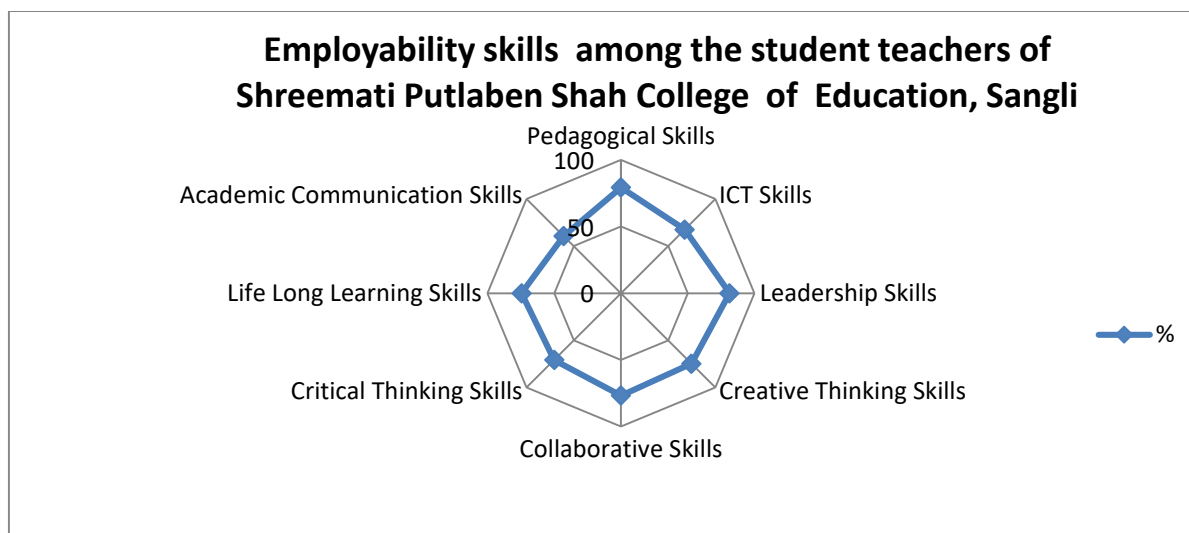 Employability skills among the student teachers of
Shreemati Putlaben Shah College of Education, Sangli
Pedagogical Skills
100
Academic Communication Skills
ICT Skills
50
Life Long Learning Skills
0
Leadership Skills
%
Critical Thinking Skills
Creative Thinking Skills
Collaborative Skills